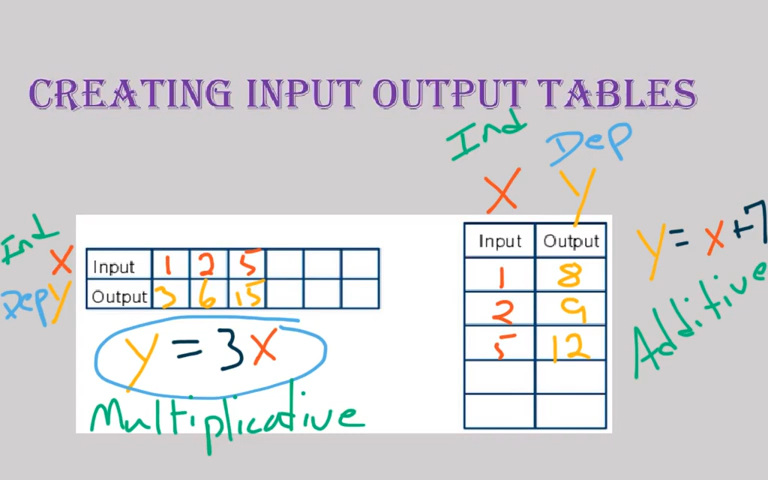 CREATING INPUT OUTPUT TABLES
Ind Dep
X Y
Ind X
Dep Y
Input 1 2 5
Output 3 6 15
y = 3x
Multiplicative
Input Output
1 8
2 9
5 12
y = x+7
Additive